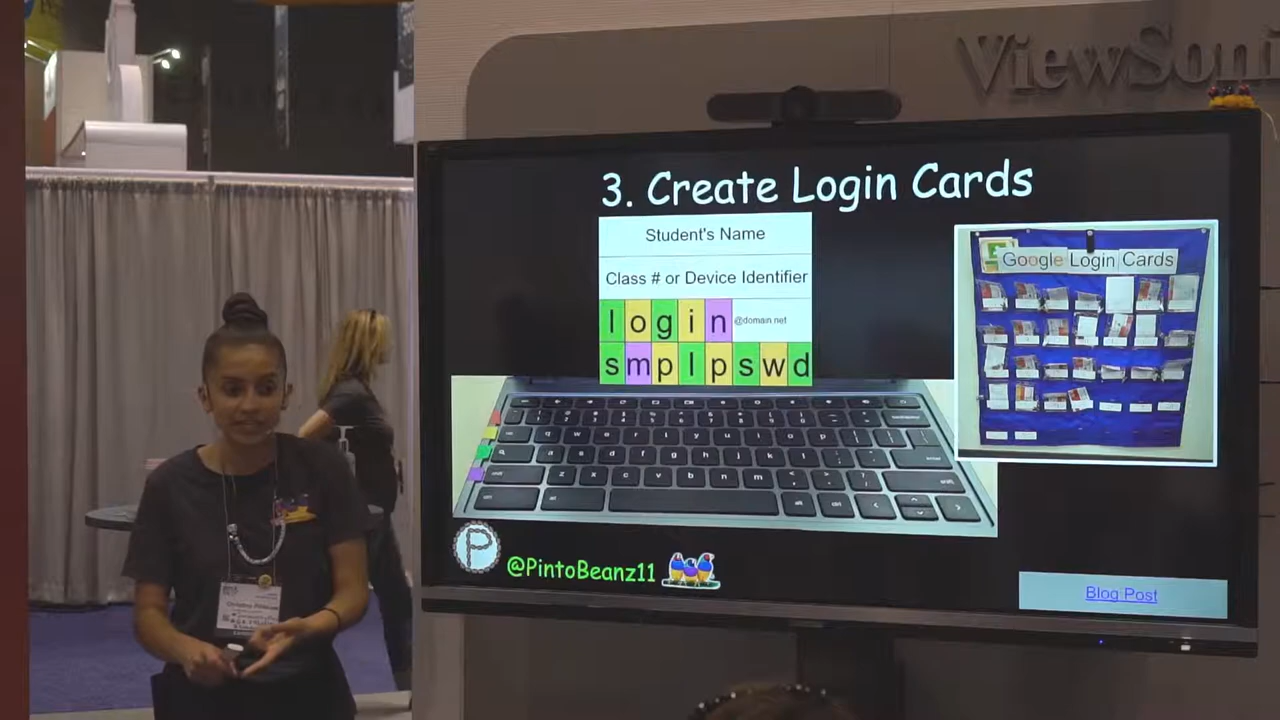 ViewSoni
3. Create Login Cards
Student's Name
Class # or Device Identifier
login @domain.net
smplpswd
Google Login Cards
P
@PintoBeanz11
Blog Post